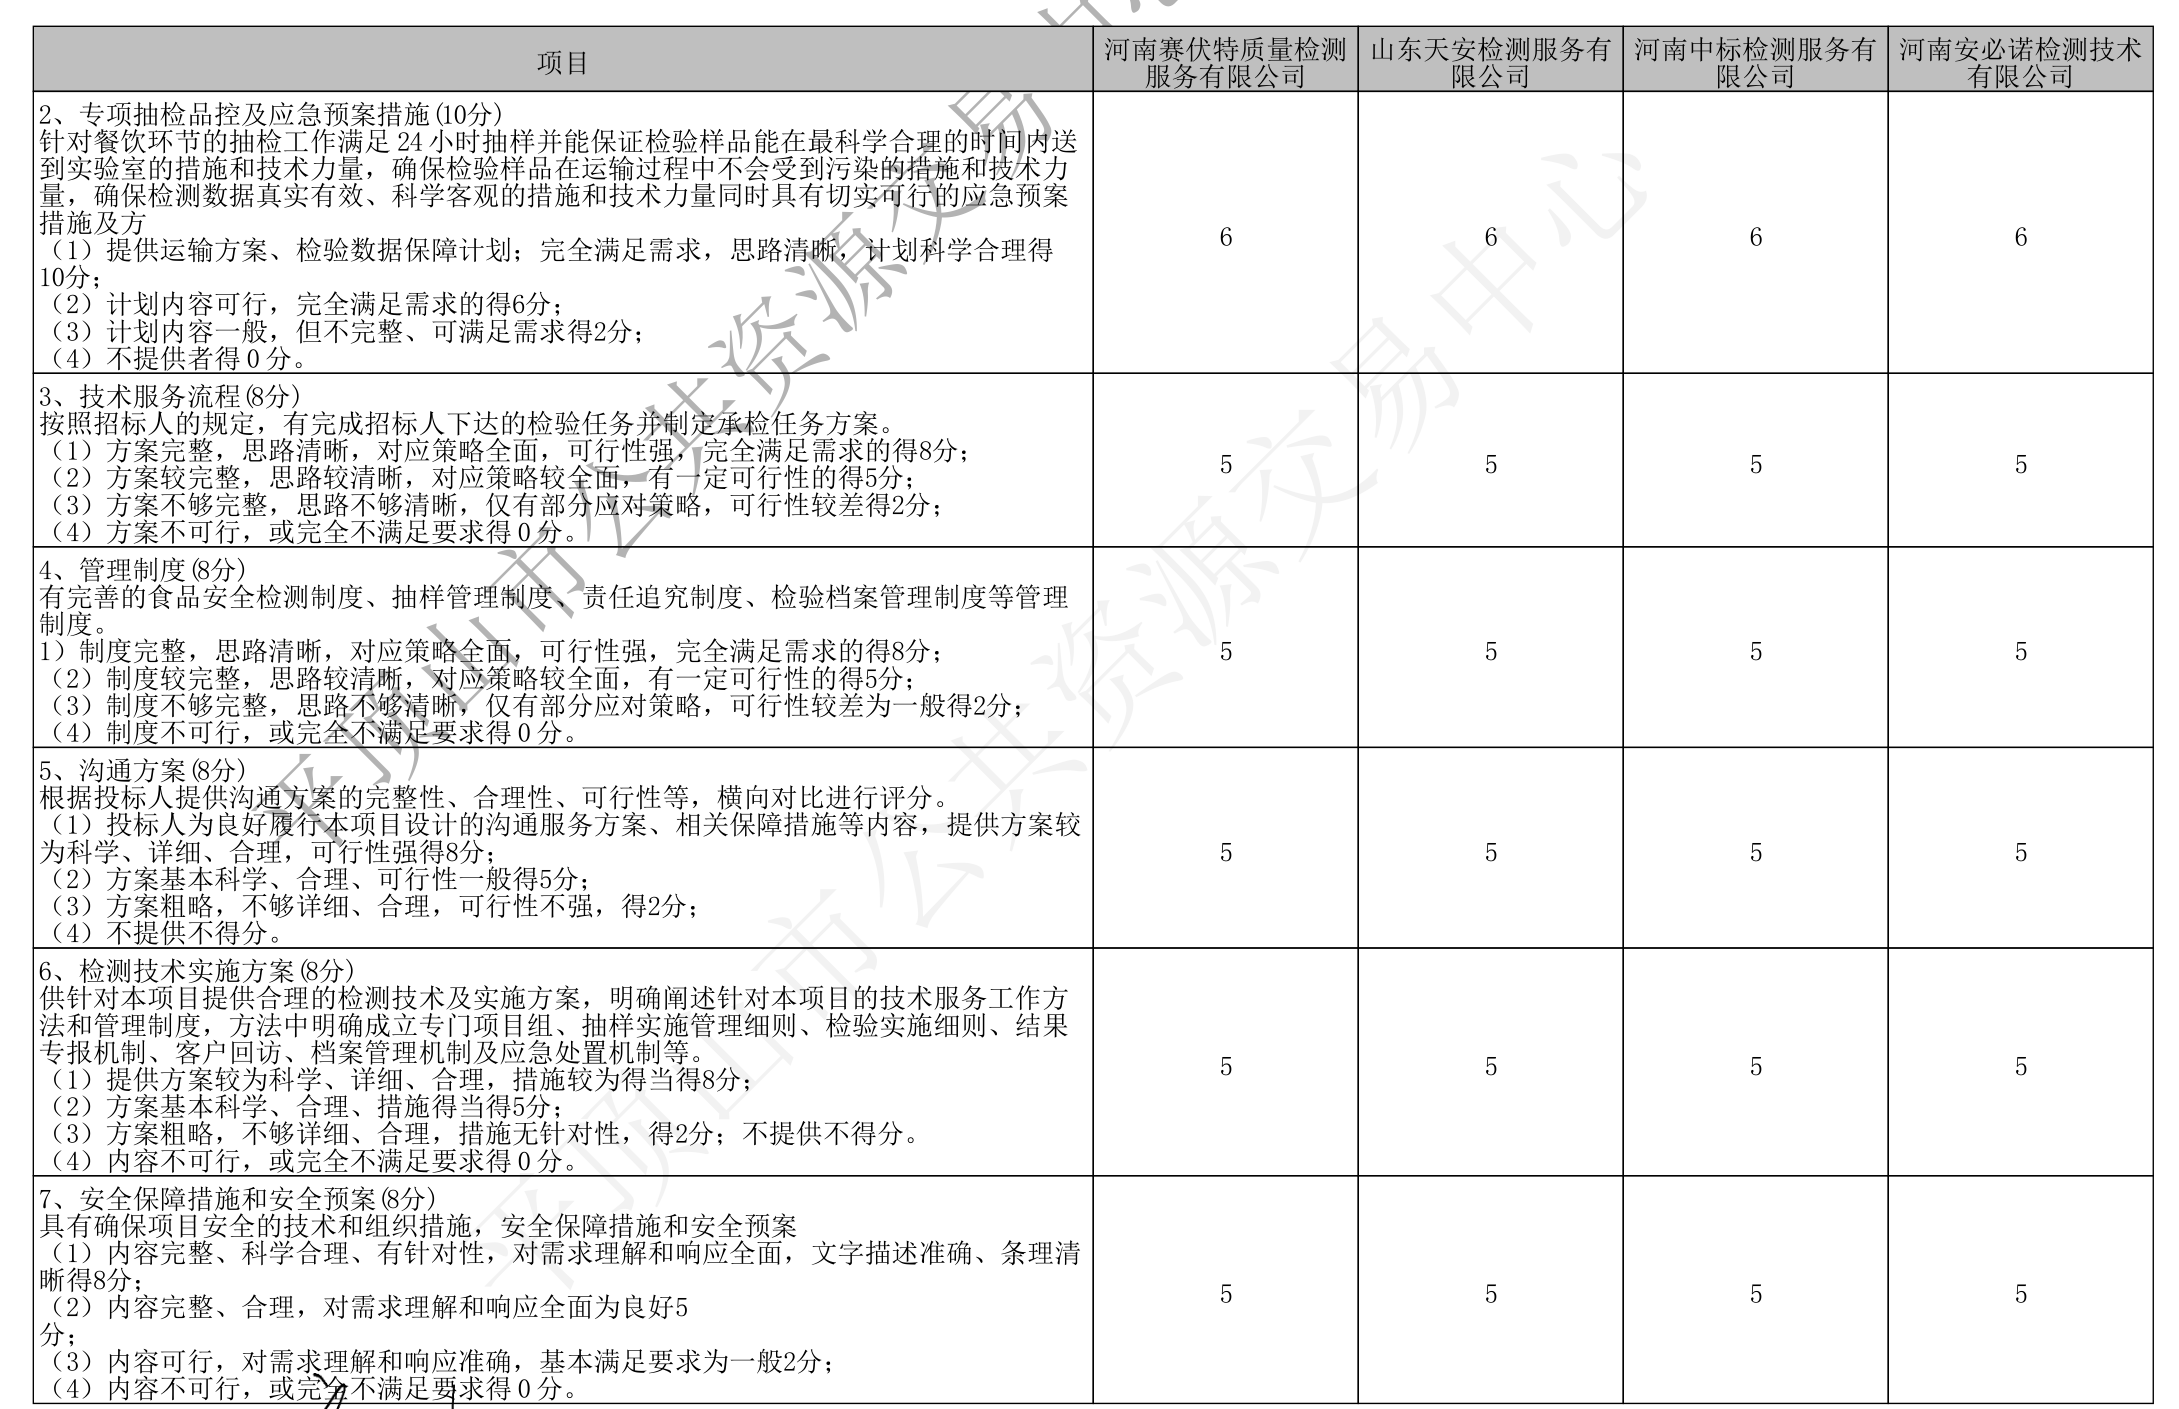 项目
河南赛伏特质量检测
服务有限公司
山东天安检测服务有
限公司
河南中标检测服务有
限公司
河南安必诺检测技术
有限公司
2、专项抽检品控及应急预案措施(10分)
针对餐饮环节的抽检工作满足 24 小时抽样并能保证检验样品能在最科学合理的时间内送
到实验室的措施和技术力量，确保检验样品在运输过程中不会受到污染的措施和技术力
量，确保检测数据真实有效、科学客观的措施和技术力量同时具有切实可行的应急预案
措施及方
（1）提供运输方案、检验数据保障计划；完全满足需求，思路清晰，计划科学合理得
10分；
（2）计划内容可行，完全满足需求的得6分；
（3）计划内容一般，但不完整、可满足需求得2分；
（4）不提供者得 0 分。
6
6
6
6
3、技术服务流程(8分)
按照招标人的规定，有完成招标人下达的检验任务并制定承检任务方案。
（1）方案完整，思路清晰，对应策略全面，可行性强，完全满足需求的得8分；
（2）方案较完整，思路较清晰，对应策略较全面，有一定可行性的得5分；
（3）方案不够完整，思路不够清晰，仅有部分应对策略，可行性较差得2分；
（4）方案不可行，或完全不满足要求得 0 分。
5
5
5
5
4、管理制度(8分)
有完善的食品安全检测制度、抽样管理制度、责任追究制度、检验档案管理制度等管理
制度。
1）制度完整，思路清晰，对应策略全面，可行性强，完全满足需求的得8分；
（2）制度较完整，思路较清晰，对应策略较全面，有一定可行性的得5分；
（3）制度不够完整，思路不够清晰，仅有部分应对策略，可行性较差为一般得2分；
（4）制度不可行，或完全不满足要求得 0 分。
5
5
5
5
5、沟通方案(8分)
根据投标人提供沟通方案的完整性、合理性、可行性等，横向对比进行评分。
（1）投标人为良好履行本项目设计的沟通服务方案、相关保障措施等内容，提供方案较
为科学、详细、合理，可行性强得8分；
（2）方案基本科学、合理、可行性一般得5分；
（3）方案粗略，不够详细、合理，可行性不强，得2分；
（4）不提供不得分。
5
5
5
5
6、检测技术实施方案(8分)
供针对本项目提供合理的检测技术及实施方案，明确阐述针对本项目的技术服务工作方
法和管理制度，方法中明确成立专门项目组、抽样实施管理细则、检验实施细则、结果
专报机制、客户回访、档案管理机制及应急处置机制等。
（1）提供方案较为科学、详细、合理，措施较为得当得8分；
（2）方案基本科学、合理、措施得当得5分；
（3）方案粗略，不够详细、合理，措施无针对性，得2分；不提供不得分。
（4）内容不可行，或完全不满足要求得 0 分。
5
5
5
5
7、安全保障措施和安全预案(8分)
具有确保项目安全的技术和组织措施，安全保障措施和安全预案
（1）内容完整、科学合理、有针对性，对需求理解和响应全面，文字描述准确、条理清
晰得8分；
（2）内容完整、合理，对需求理解和响应全面为良好5
分；
（3）内容可行，对需求理解和响应准确，基本满足要求为一般2分；
（4）内容不可行，或完全不满足要求得 0 分。
5
5
5
5
平顶山市公共资源交易中心
平顶山市公共资源交易中心